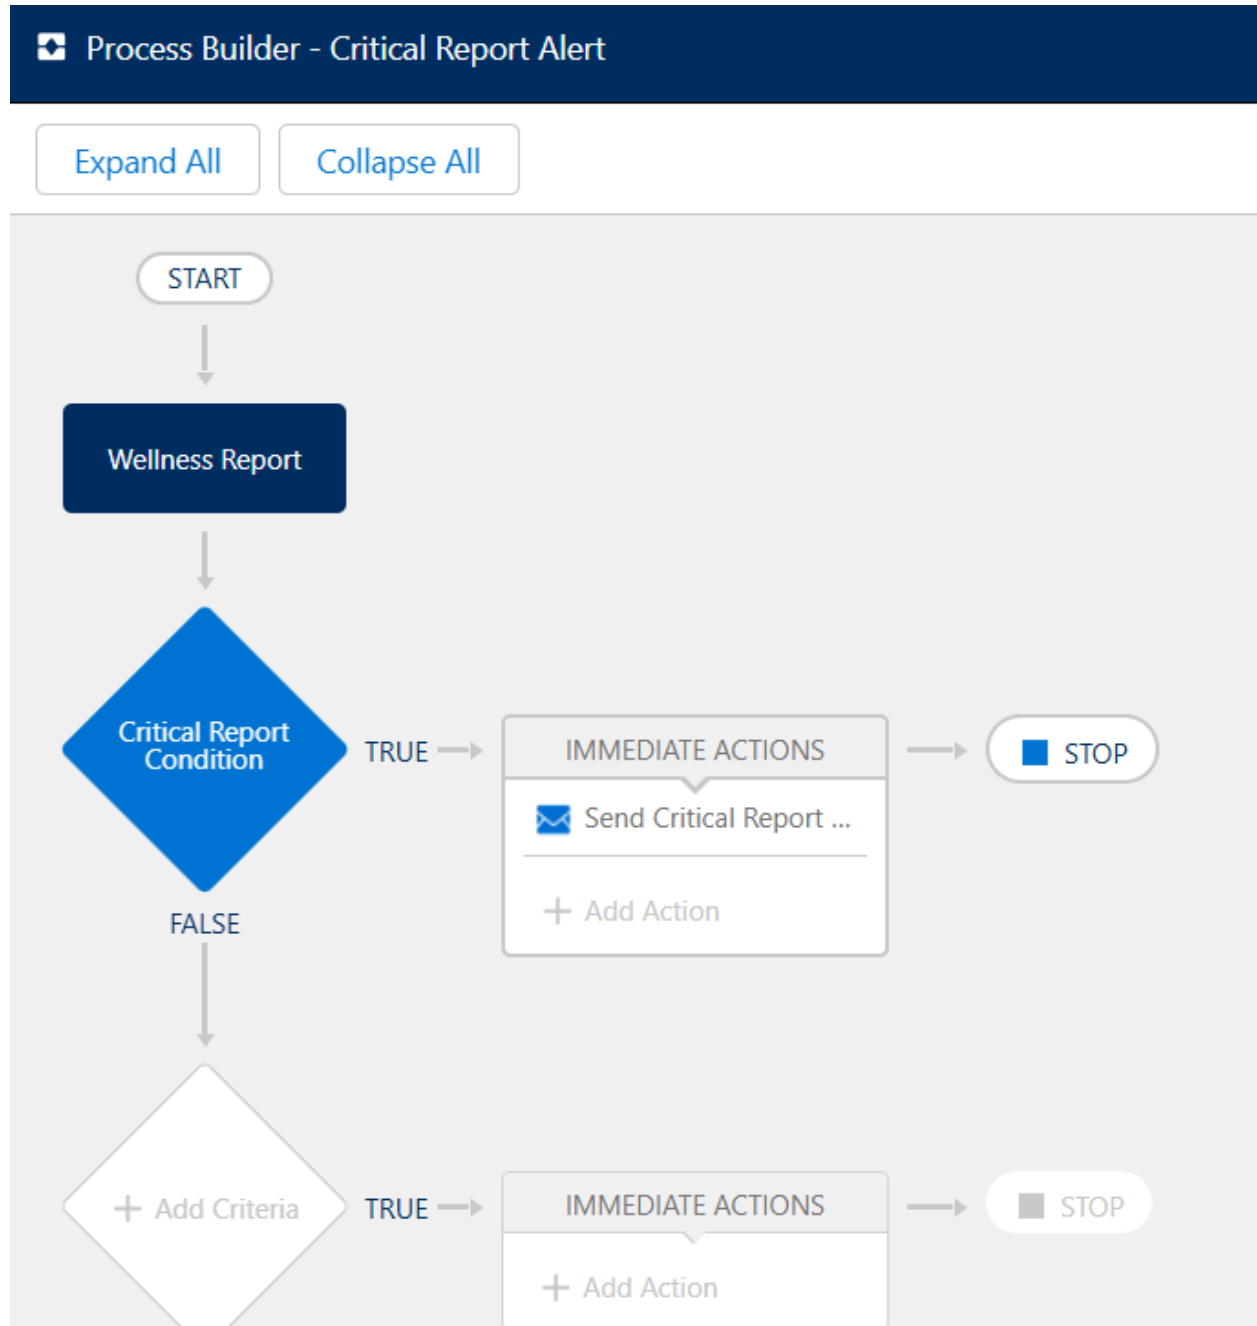 Process Builder - Critical Report Alert
Expand All
Collapse All
START
Wellness Report
Critical Report
Condition
TRUE
IMMEDIATE ACTIONS
STOP
Send Critical Report ...
+ Add Action
FALSE
+ Add Criteria
TRUE
IMMEDIATE ACTIONS
STOP
+ Add Action